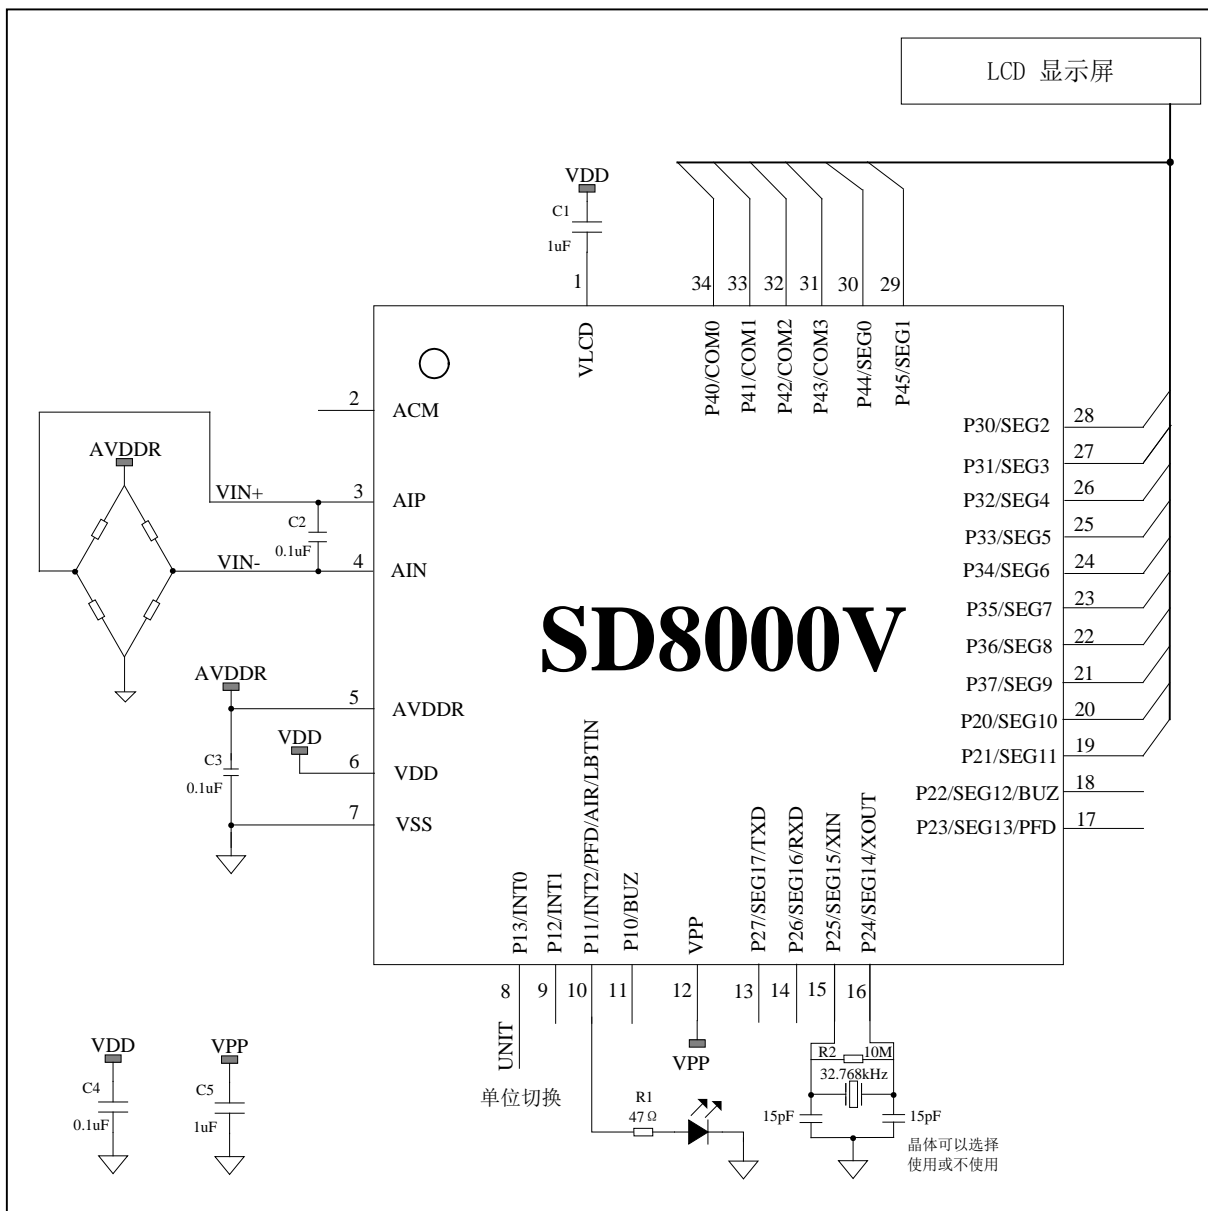 LCD 显示屏
VDD
C1
1uF
1
34
33
32
31
30
29
VLCD
P40/COM0
P41/COM1
P42/COM2
P43/COM3
P44/SEG0
P45/SEG1
2
ACM
AVDDR
VIN+
3
AIP
C2
0.1uF
VIN-
4
AIN
P30/SEG2
28
P31/SEG3
27
P32/SEG4
26
P33/SEG5
25
P34/SEG6
24
P35/SEG7
23
P36/SEG8
22
P37/SEG9
21
P20/SEG10
20
P21/SEG11
19
P22/SEG12/BUZ
18
P23/SEG13/PFD
17
SD8000V
AVDDR
5
AVDDR
VDD
6
VDD
C3
0.1uF
7
VSS
P13/INT0
P12/INT1
P11/INT2/PFD/AIR/LBTIN
P10/BUZ
VPP
P27/SEG17/TXD
P26/SEG16/RXD
P25/SEG15/XIN
P24/SEG14/XOUT
8
9
10
11
12
13
14
15
16
UNIT
单位切换
VPP
VDD
C4
0.1uF
VPP
C5
1uF
R1
47Ω
R2
10M
32.768kHz
15pF
15pF
晶体可以选择
使用或不使用